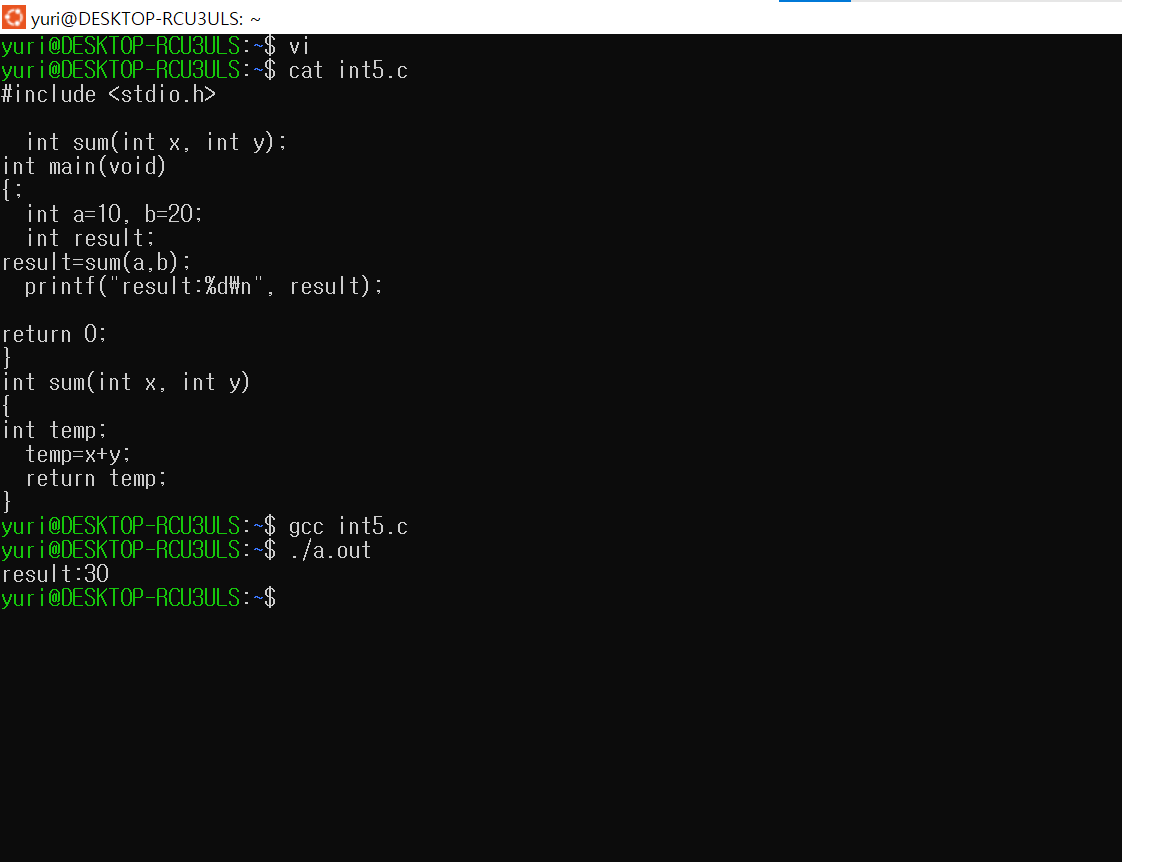 yuri@DESKTOP-RCU3ULS: ~
yuri@DESKTOP-RCU3ULS:~$ vi
yuri@DESKTOP-RCU3ULS:~$ cat int5.c
#include <stdio.h>
int sum(int x, int y);
int main(void)
{;
int a=10, b=20;
int result;
result=sum(a,b);
printf("result:%d₩n", result);
return 0;
}
int sum(int x, int y)
{
int temp;
temp=x+y;
return temp;
}
yuri@DESKTOP-RCU3ULS:~$ gcc int5.c
yuri@DESKTOP-RCU3ULS:~$ ./a.out
result:30
yuri@DESKTOP-RCU3ULS:~$